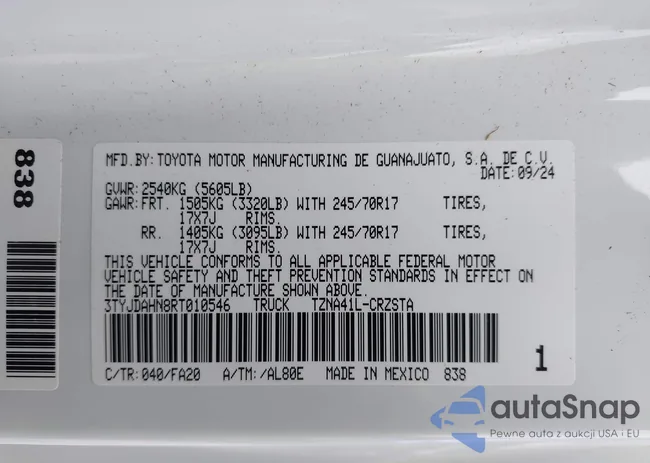 838
MFD.BY:TOYOTA MOTOR MANUFACTURING DE GUANAJUATO, S.A. DE C.V.
DATE:09/24
GVWR:2540KG (5605LB)
GAWR:FRT. 1505KG (3320LB) WITH 245/70R17 TIRES,
17X7J RIMS.
RR. 1405KG (3095LB) WITH 245/70R17 TIRES,
17X7J RIMS.
THIS VEHICLE CONFORMS TO ALL APPLICABLE FEDERAL MOTOR
VEHICLE SAFETY AND THEFT PREVENTION STANDARDS IN EFFECT ON
THE DATE OF MANUFACTURE SHOWN ABOVE.
3TYJDAHN8RT010546 TRUCK TZNA41L-CRZSTA
1
C/TR:040/FA20 A/TM:/AL80E MADE IN MEXICO 838
autaSnap
Pewne auta z aukcji USA i EU